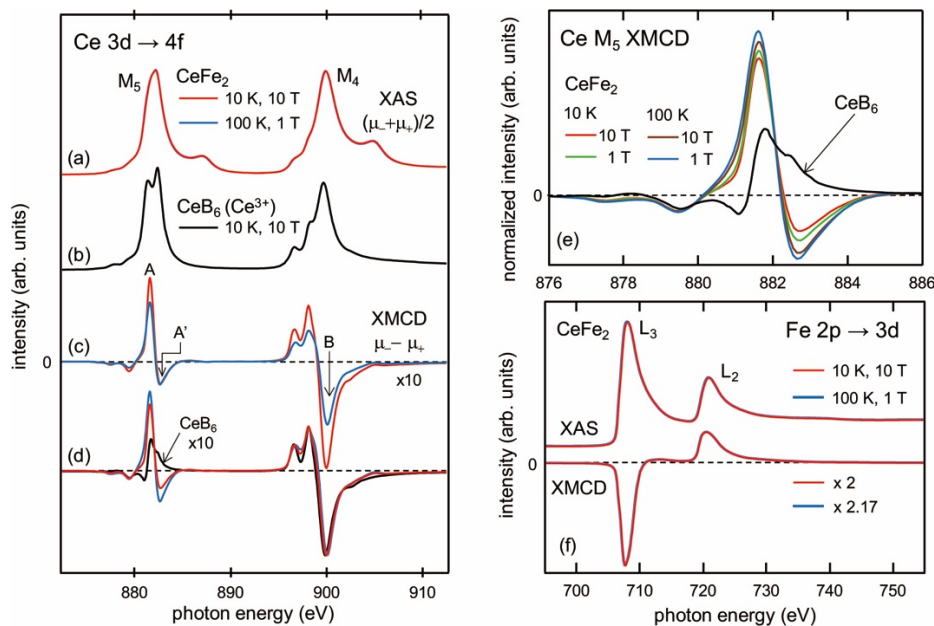 Ce 3d → 4f
M₅
CeFe₂
10 K, 10 T
100 K, 1 T
M₄
XAS
(μ₋+μ₊)/2
(a)
CeB₆ (Ce³⁺)
10 K, 10 T
(b)
A
A'
B
XMCD
μ₋− μ₊
x10
0
(c)
CeB₆
x10
(d)
intensity (arb. units)
880
890
900
910
photon energy (eV)
Ce M₅ XMCD
CeFe₂
10 K
100 K
10 T
10 T
1 T
1 T
CeB₆
0
(e)
normalized intensity (arb. units)
876
878
880
882
884
886
CeFe₂
L₃
Fe 2p → 3d
10 K, 10 T
100 K, 1 T
L₂
XAS
0
XMCD
x 2
x 2.17
(f)
intensity (arb. units)
700
710
720
730
740
750
photon energy (eV)